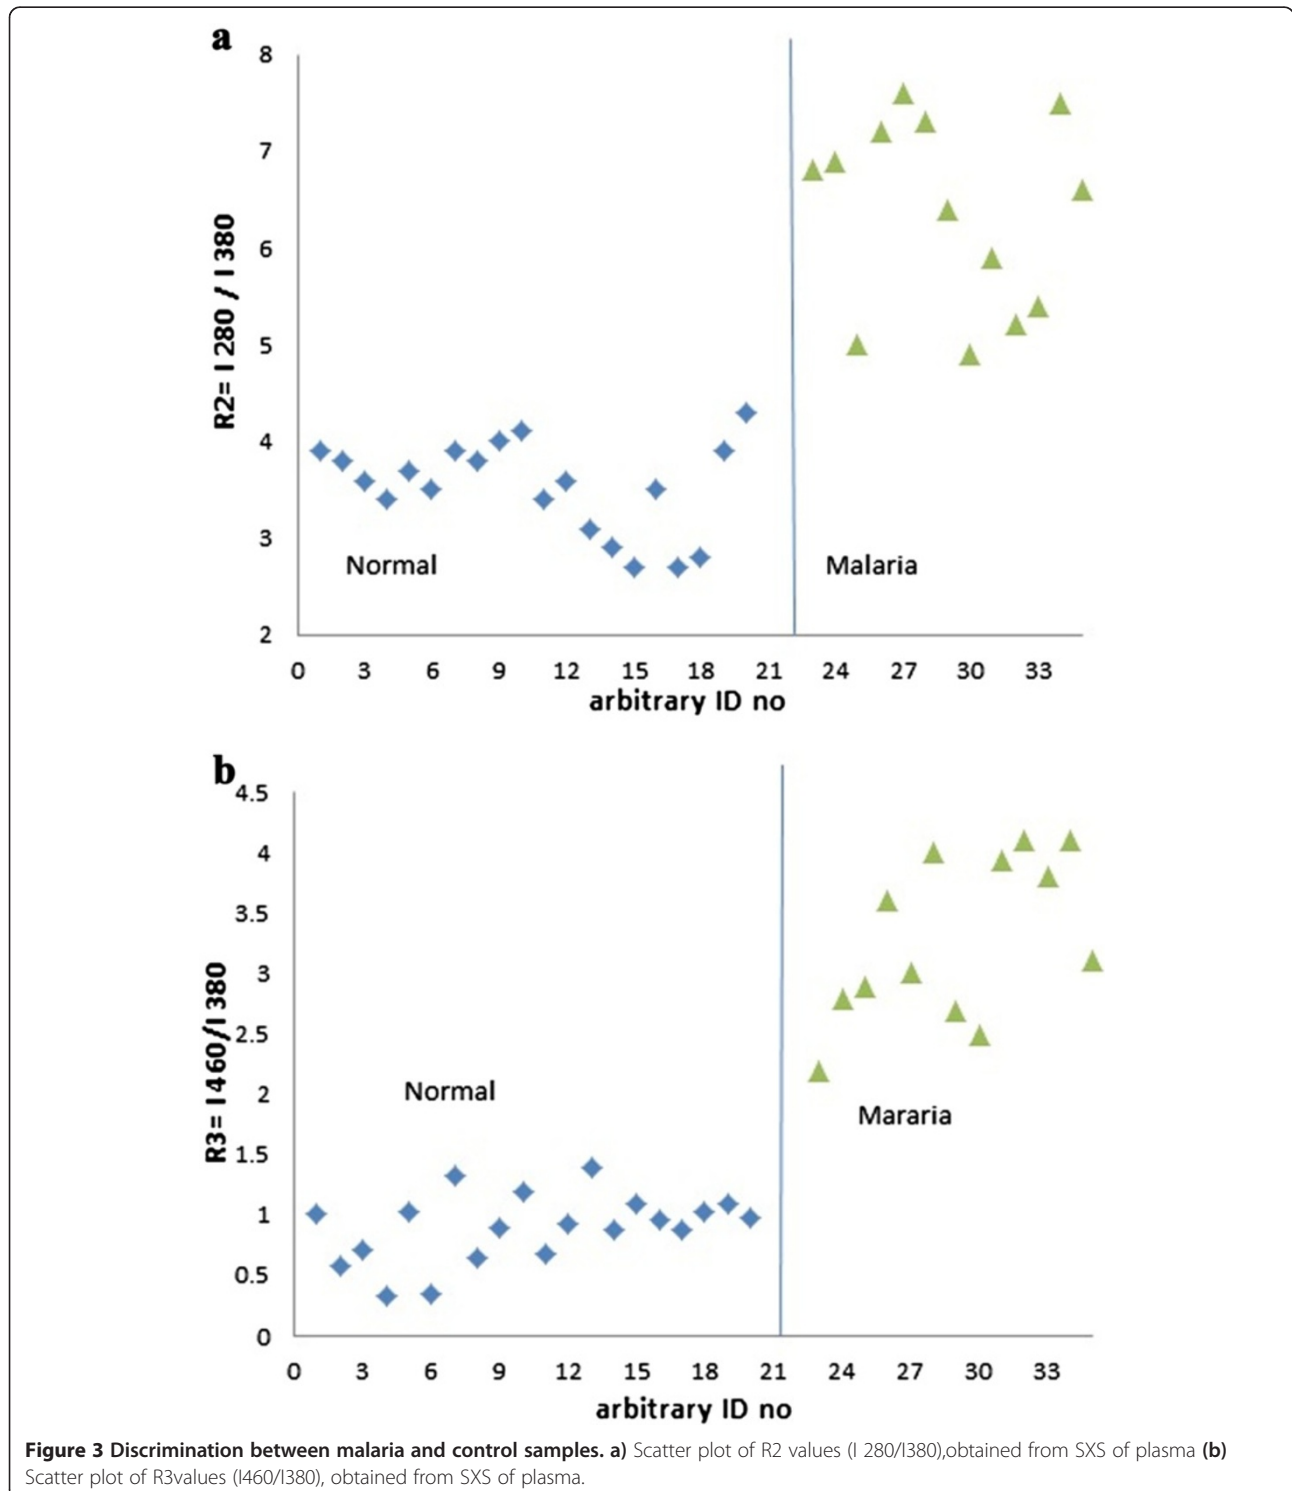 a
8
7
6
5
4
3
2
R2= I 280 / I 380
Normal
Malaria
0 3 6 9 12 15 18 21 24 27 30 33
arbitrary ID no
b
4.5
4
3.5
3
2.5
2
1.5
1
0.5
0
R3= I 460/I 380
Normal
Mararia
0 3 6 9 12 15 18 21 24 27 30 33
arbitrary ID no
Figure 3 Discrimination between malaria and control samples. a) Scatter plot of R2 values (I 280/I380),obtained from SXS of plasma (b)
Scatter plot of R3values (I460/I380), obtained from SXS of plasma.